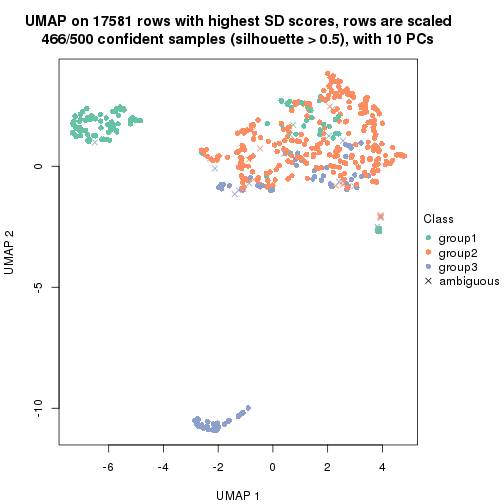 UMAP on 17581 rows with highest SD scores, rows are scaled
466/500 confident samples (silhouette > 0.5), with 10 PCs
UMAP 2
0
-5
-10
-6
-4
-2
0
2
4
UMAP 1
Class
group1
group2
group3
ambiguous